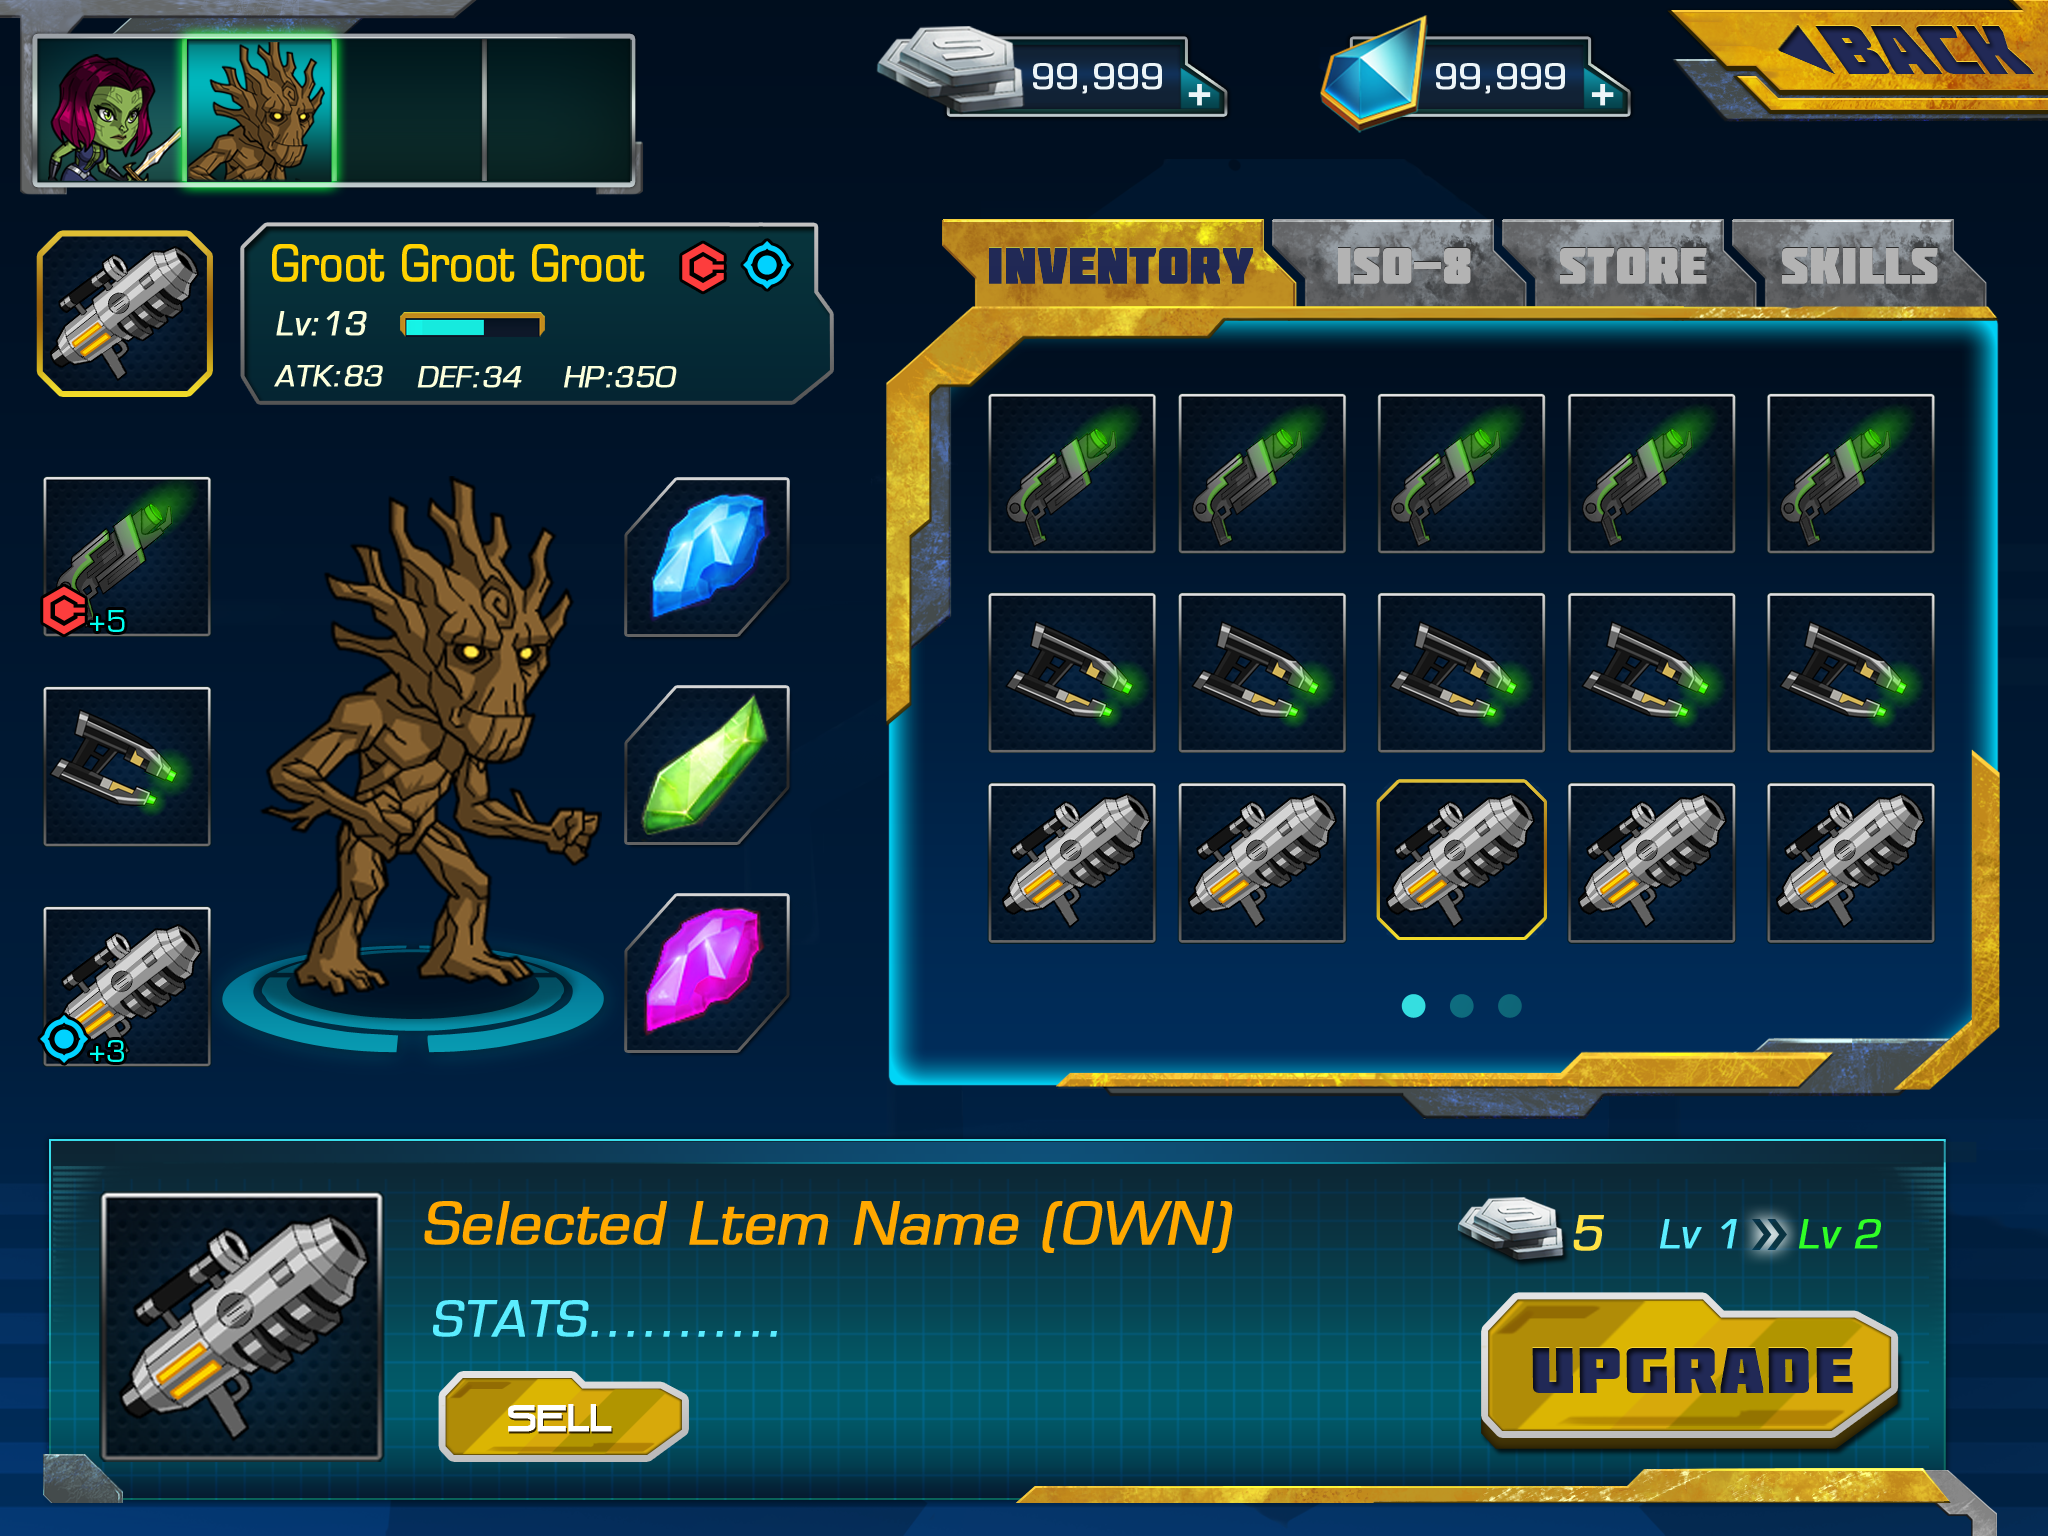 99,999
99,999
BACK
Groot Groot Groot
Lv:13
ATK:83 DEF:34 HP:350
INVENTORY
ISO-8
STORE
SKILLS
+5
+3
Selected Ltem Name (OWN)
5
Lv 1 » Lv 2
STATS...........
SELL
UPGRADE